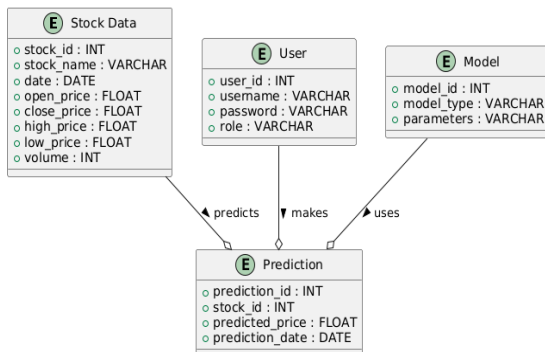 E Stock Data
stock_id : INT
stock_name : VARCHAR
date : DATE
open_price : FLOAT
close_price : FLOAT
high_price : FLOAT
low_price : FLOAT
volume : INT
E User
user_id : INT
username : VARCHAR
password : VARCHAR
role : VARCHAR
E Model
model_id : INT
model_type : VARCHAR
parameters : VARCHAR
predicts
makes
uses
E Prediction
prediction_id : INT
stock_id : INT
predicted_price : FLOAT
prediction_date : DATE